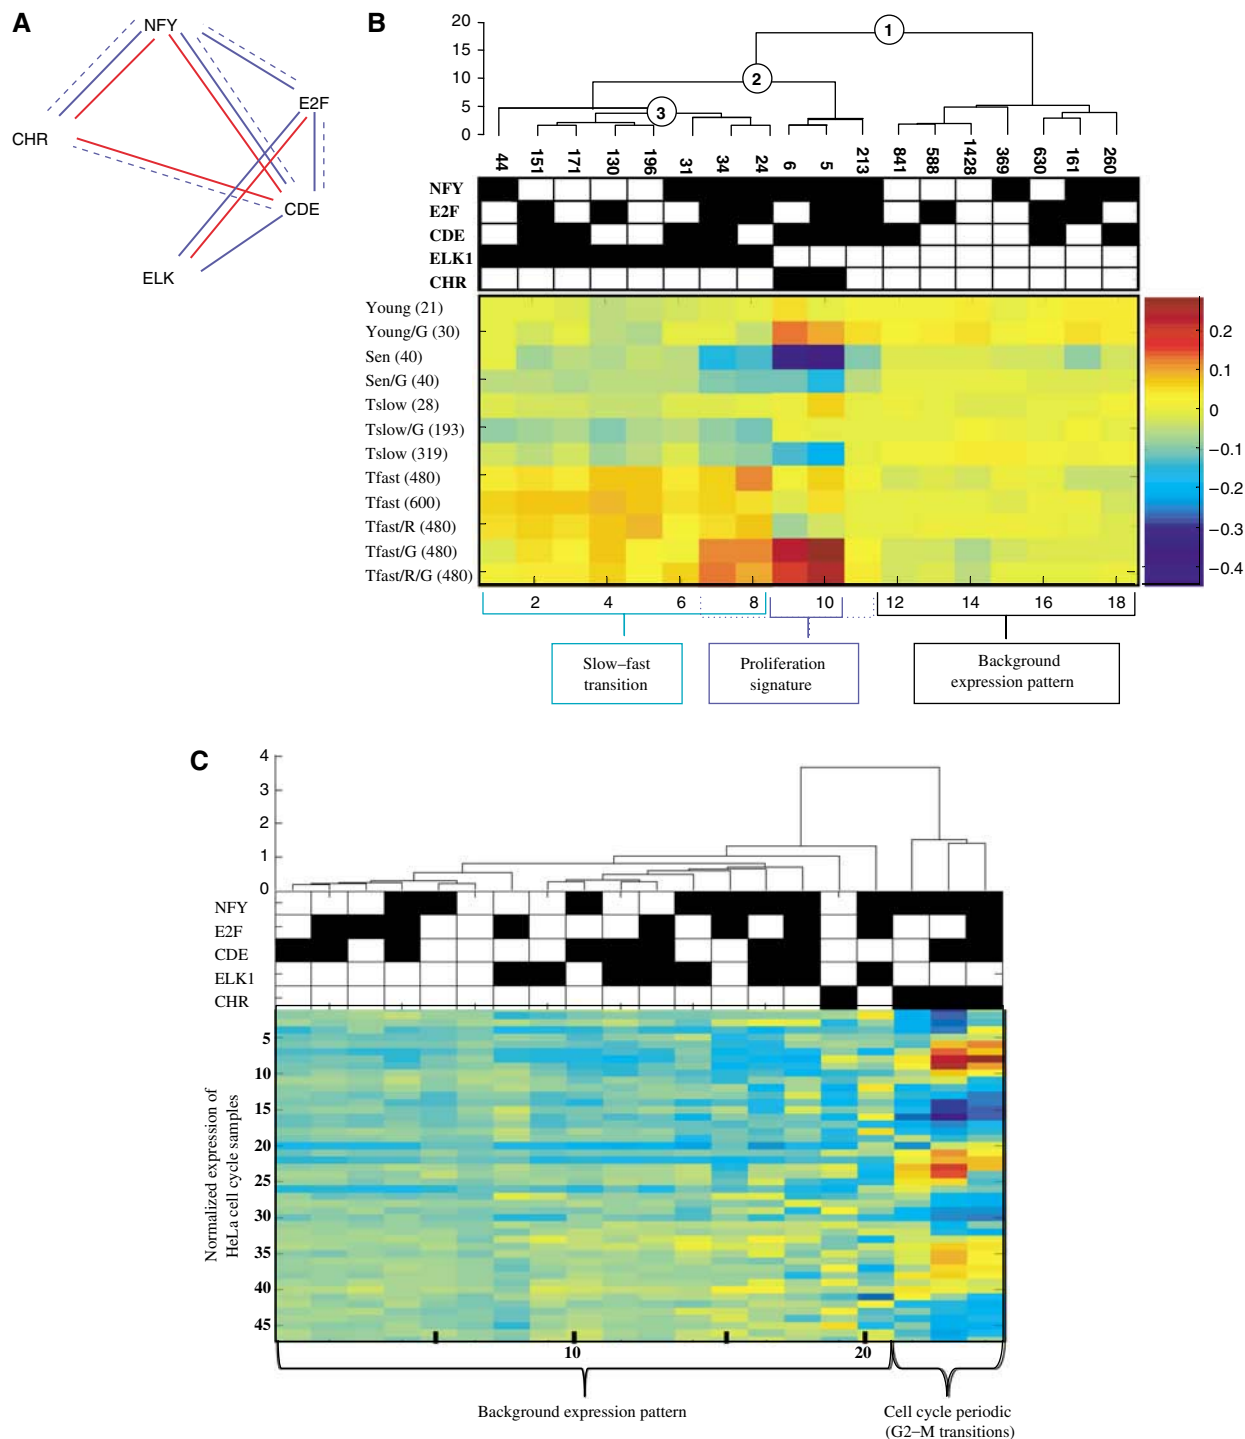 A
NFY
E2F
CHR
CDE
ELK
B
20
15
10
5
0
1
2
3
44 151 171 130 196 31 34 24 6 5 213 841 588 1428 369 630 161 260
NFY
E2F
CDE
ELK1
CHR
Young (21)
Young/G (30)
Sen (40)
Sen/G (40)
Tslow (28)
Tslow/G (193)
Tslow (319)
Tfast (480)
Tfast (600)
Tfast/R (480)
Tfast/G (480)
Tfast/R/G (480)
0.2
0.1
0
−0.1
−0.2
−0.3
−0.4
2 4 6 8 10 12 14 16 18
Slow–fast
transition
Proliferation
signature
Background
expression pattern
C
4
3
2
1
0
NFY
E2F
CDE
ELK1
CHR
Normalized expression of
HeLa cell cycle samples
5
10
15
20
25
30
35
40
45
10 20
Background expression pattern
Cell cycle periodic
(G2–M transitions)